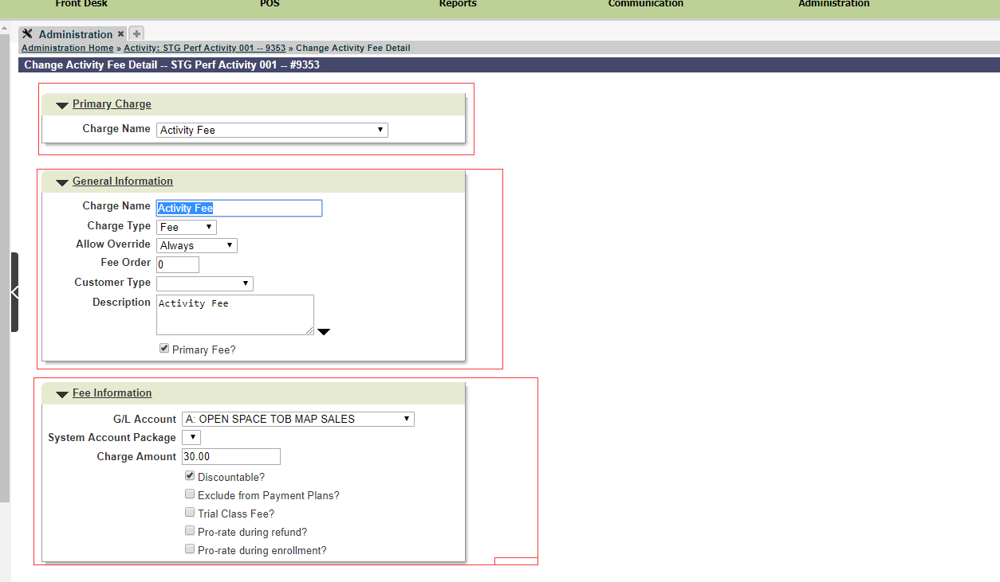 Front Desk POS Reports Communication Administration
Administration
Administration Home » Activity: STG Perf Activity 001 -- 9353 » Change Activity Fee Detail
Change Activity Fee Detail -- STG Perf Activity 001 -- #9353
Primary Charge
Charge Name Activity Fee
General Information
Charge Name Activity Fee
Charge Type Fee
Allow Override Always
Fee Order 0
Customer Type
Description Activity Fee
Primary Fee?
Fee Information
G/L Account A: OPEN SPACE TOB MAP SALES
System Account Package
Charge Amount 30.00
Discountable?
Exclude from Payment Plans?
Trial Class Fee?
Pro-rate during refund?
Pro-rate during enrollment?